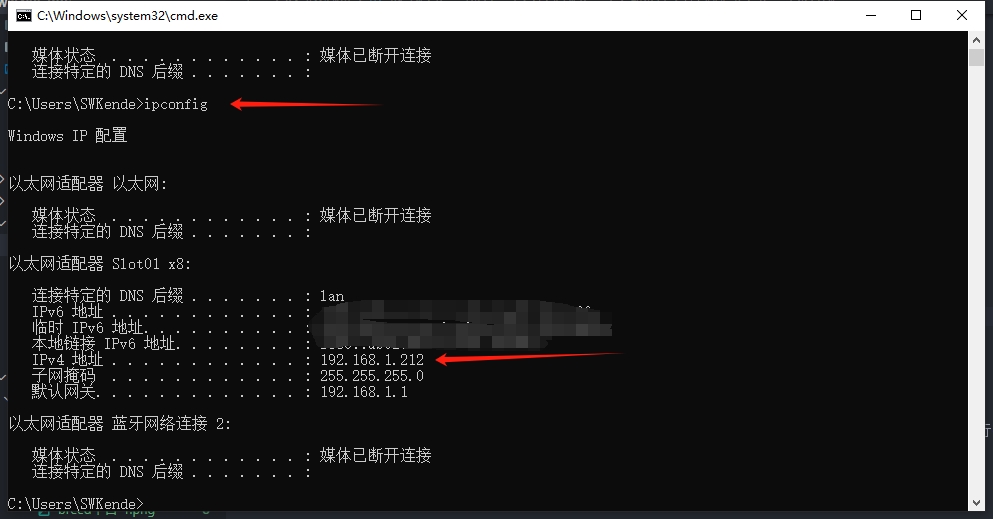 C:\Windows\system32\cmd.exe
媒体状态 . . . . . . . . . . . . : 媒体已断开连接
连接特定的 DNS 后缀 . . . . . . . :
C:\Users\SWKende>ipconfig
Windows IP 配置
以太网适配器 以太网:
媒体状态 . . . . . . . . . . . . : 媒体已断开连接
连接特定的 DNS 后缀 . . . . . . . :
以太网适配器 Slot01 x8:
连接特定的 DNS 后缀 . . . . . . . : lan
IPv6 地址 . . . . . . . . . . . . :
临时 IPv6 地址. . . . . . . . . . :
本地链接 IPv6 地址. . . . . . . . :
IPv4 地址 . . . . . . . . . . . . : 192.168.1.212
子网掩码 . . . . . . . . . . . . : 255.255.255.0
默认网关. . . . . . . . . . . . . : 192.168.1.1
以太网适配器 蓝牙网络连接 2:
媒体状态 . . . . . . . . . . . . : 媒体已断开连接
连接特定的 DNS 后缀 . . . . . . . :
C:\Users\SWKende>